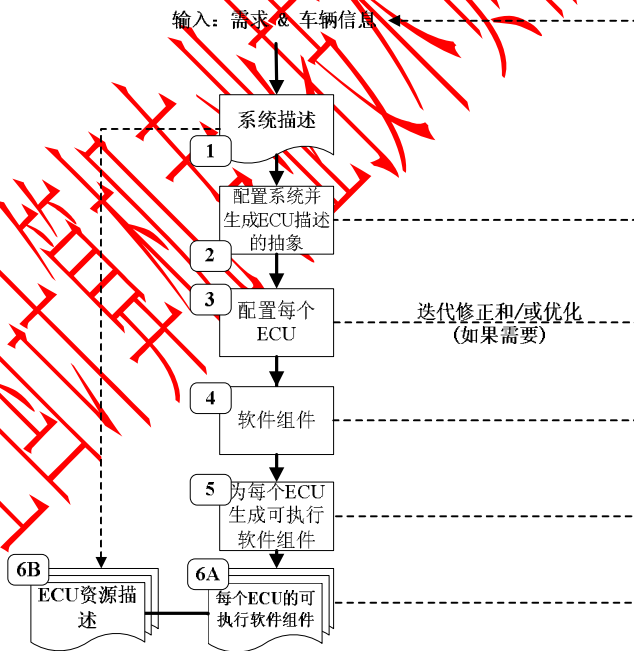 输入：需求 & 车辆信息
系统描述
1
配置系统并
生成ECU描述
的抽象
2
3
配置每个
ECU
迭代修正和/或优化
(如果需要)
4
软件组件
5
为每个ECU
生成可执行
软件组件
6B
ECU资源描
述
6A
每个ECU的可
执行软件组件